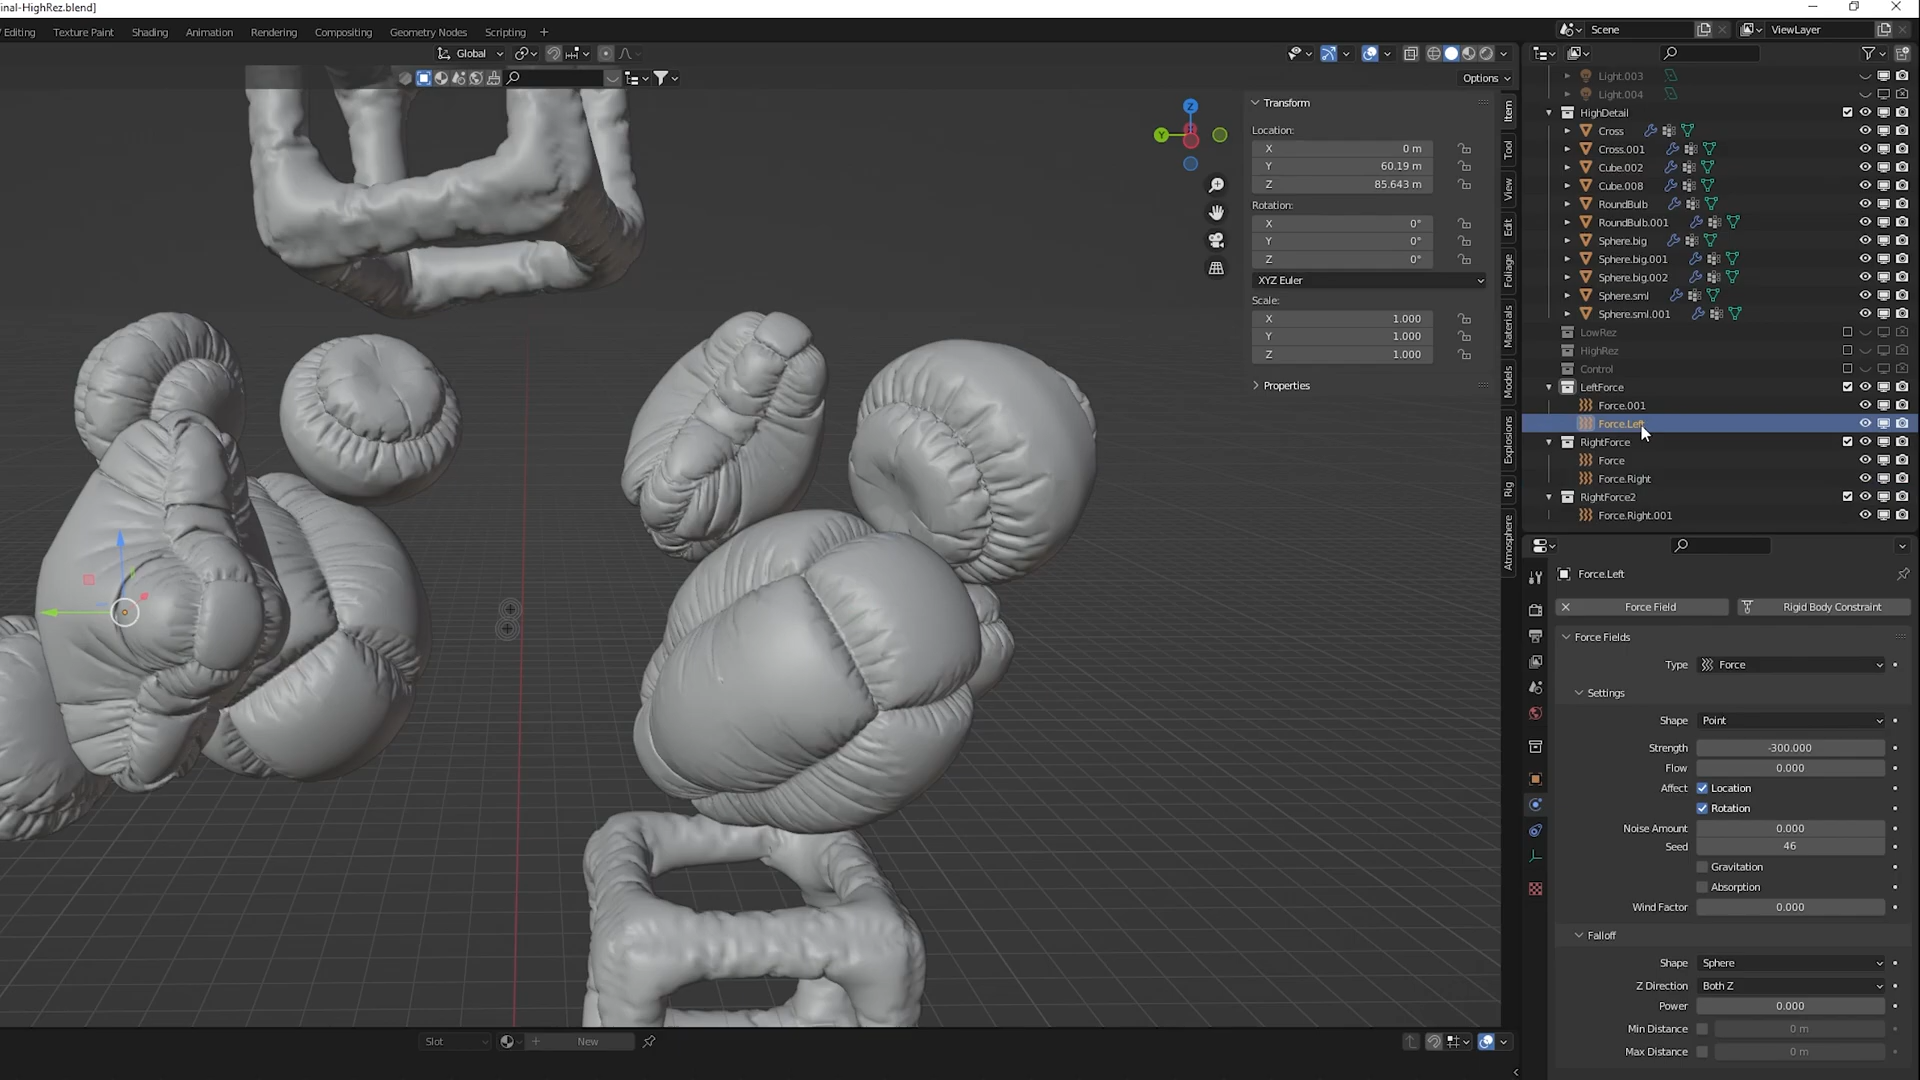 inal-HighRez.blend]
Editing Texture Paint Shading Animation Rendering Compositing Geometry Nodes Scripting +
Scene
ViewLayer
Global
Options
Transform
Location:
X 0 m
Y 60.19 m
Z 85.643 m
Rotation:
X 0°
Y 0°
Z 0°
XYZ Euler
Scale:
X 1.000
Y 1.000
Z 1.000
Properties
Z
Y
Item
Tool
View
Edit
Foliage
Materials
Models
Explosions
Rig
Atmosphere
Light.003
Light.004
HighDetail
Cross
Cross.001
Cube.002
Cube.008
RoundBulb
RoundBulb.001
Sphere.big
Sphere.big.001
Sphere.big.002
Sphere.sml
Sphere.sml.001
LowRez
HighRez
Control
LeftForce
Force.001
Force.Left
RightForce
Force
Force.Right
RightForce2
Force.Right.001
Force.Left
Force Field
Rigid Body Constraint
Force Fields
Type Force
Settings
Shape Point
Strength -300.000
Flow 0.000
Affect Location
Rotation
Noise Amount 0.000
Seed 46
Gravitation
Absorption
Wind Factor 0.000
Falloff
Shape Sphere
Z Direction Both Z
Power 0.000
Min Distance 0 m
Max Distance 0 m
Slot
New